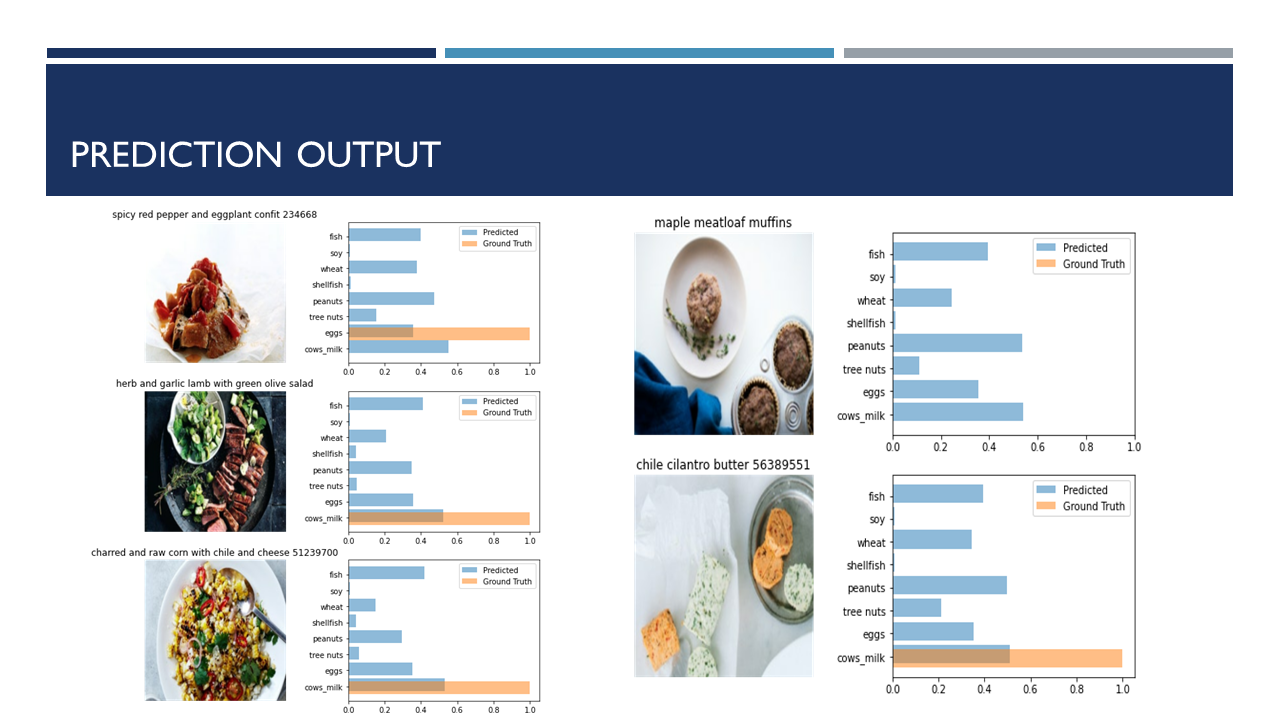 PREDICTION OUTPUT
spicy red pepper and eggplant confit 234668
fish
soy
wheat
shellfish
peanuts
tree nuts
eggs
cows_milk
Predicted
Ground Truth
0.0 0.2 0.4 0.6 0.8 1.0
herb and garlic lamb with green olive salad
fish
soy
wheat
shellfish
peanuts
tree nuts
eggs
cows_milk
Predicted
Ground Truth
0.0 0.2 0.4 0.6 0.8 1.0
charred and raw corn with chile and cheese 51239700
fish
soy
wheat
shellfish
peanuts
tree nuts
eggs
cows_milk
Predicted
Ground Truth
0.0 0.2 0.4 0.6 0.8 1.0
maple meatloaf muffins
fish
soy
wheat
shellfish
peanuts
tree nuts
eggs
cows_milk
Predicted
Ground Truth
0.0 0.2 0.4 0.6 0.8 1.0
chile cilantro butter 56389551
fish
soy
wheat
shellfish
peanuts
tree nuts
eggs
cows_milk
Predicted
Ground Truth
0.0 0.2 0.4 0.6 0.8 1.0